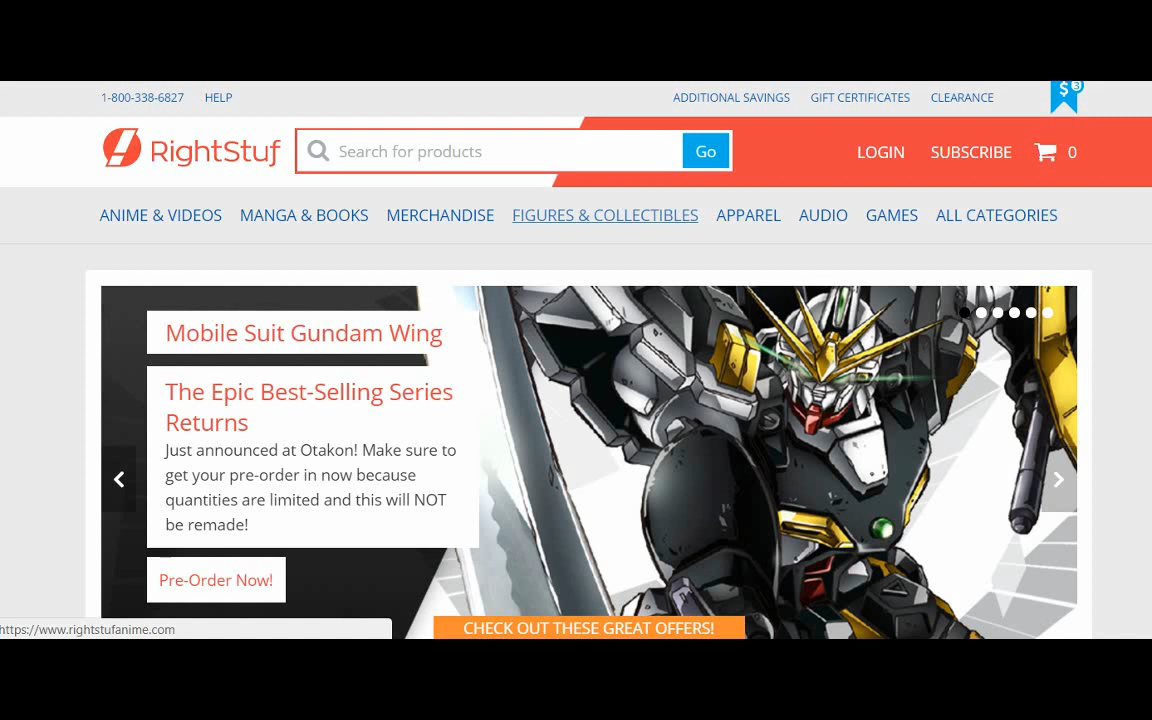 1-800-338-6827 HELP ADDITIONAL SAVINGS GIFT CERTIFICATES CLEARANCE $ 3
RightStuf Search for products Go LOGIN SUBSCRIBE 0
ANIME & VIDEOS MANGA & BOOKS MERCHANDISE FIGURES & COLLECTIBLES APPAREL AUDIO GAMES ALL CATEGORIES
Mobile Suit Gundam Wing
The Epic Best-Selling Series
Returns
Just announced at Otakon! Make sure to
get your pre-order in now because
quantities are limited and this will NOT
be remade!
Pre-Order Now!
CHECK OUT THESE GREAT OFFERS!
https://www.rightstufanime.com